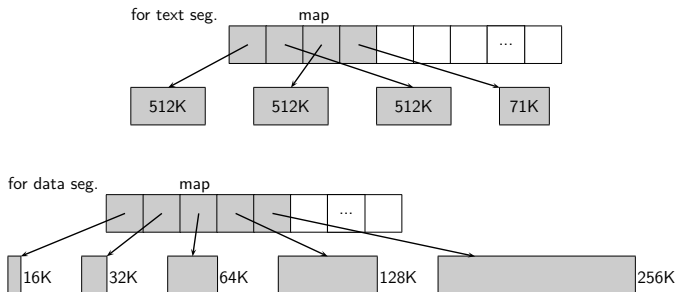 for text seg. map
...
512K 512K 512K 71K
for data seg. map
...
16K 32K 64K 128K 256K